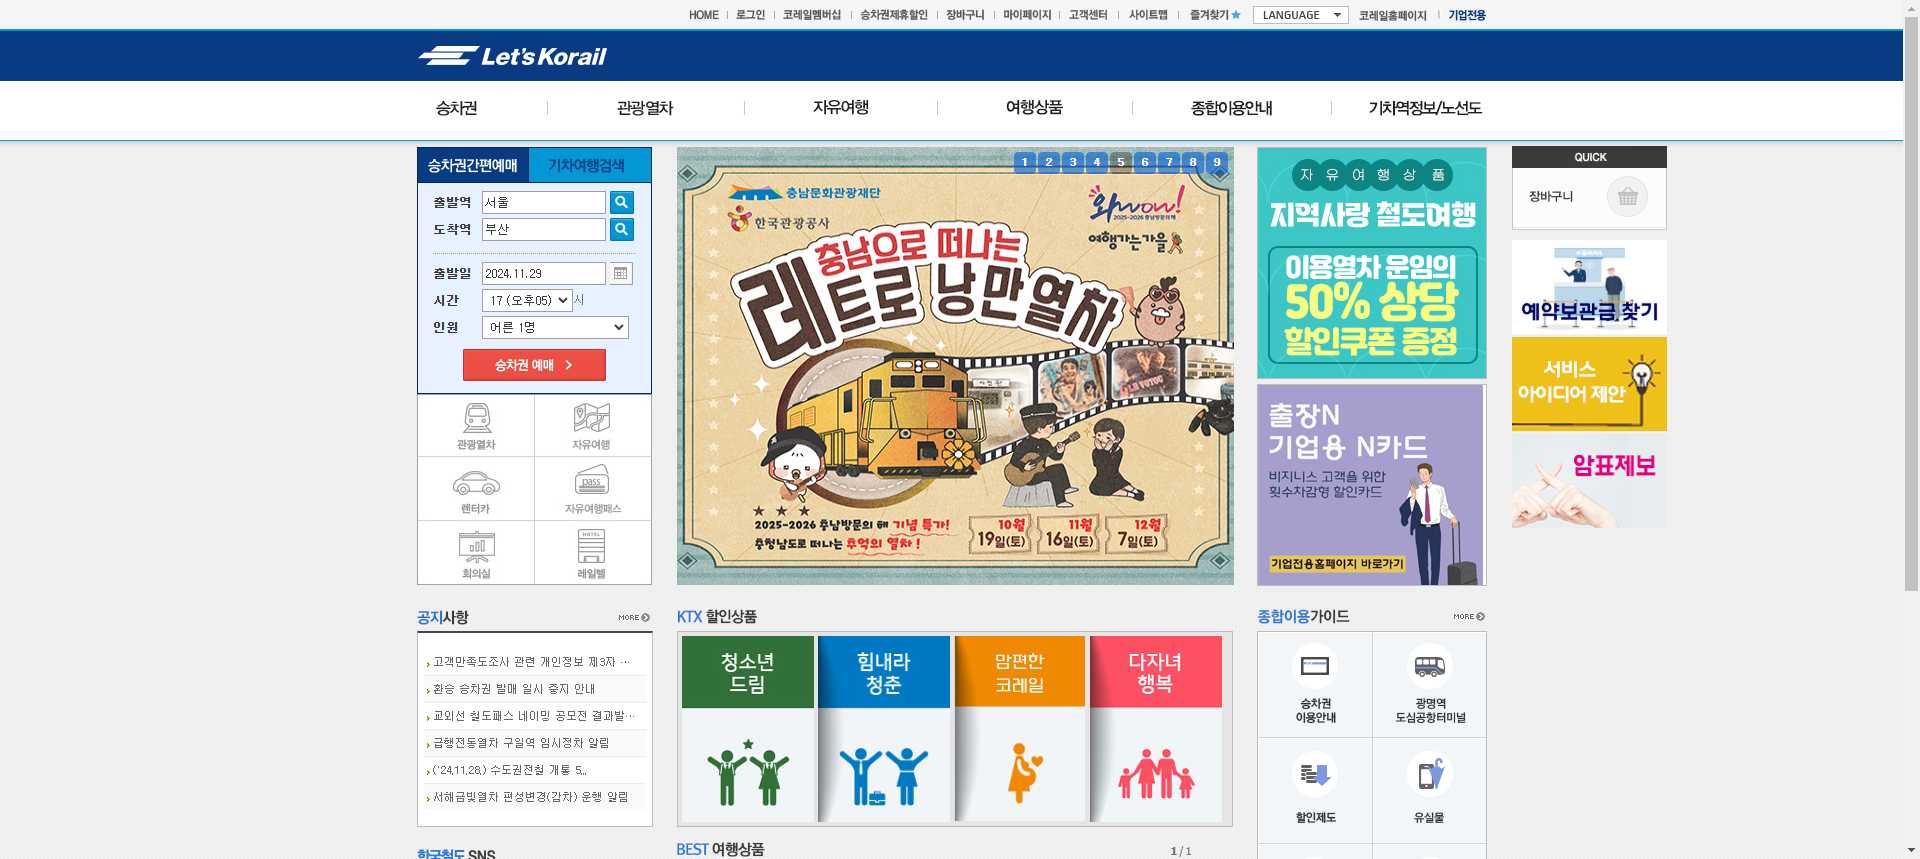 HOME
로그인
코레일멤버십
승차권제휴할인
장바구니
마이페이지
고객센터
사이트맵
즐겨찾기
LANGUAGE
코레일홈페이지
기업전용
Let's Korail
승차권
관광열차
자유여행
여행상품
종합이용안내
기차역정보/노선도
승차권간편예매
기차여행검색
출발역 서울
도착역 부산
출발일 2024.11.29
시간 17 (오후05) 시
인원 어른 1명
승차권 예매
관광열차
자유여행
렌터카
pass
자유여행패스
회의실
HOTEL
레일텔
1 2 3 4 5 6 7 8 9
충남문화관광재단
한국관광공사
와wow!
2025-2026 충남방문의해
여행가는가을
충남으로 떠나는
레트로 낭만열차
2025-2026 충남방문의 해 기념 특가!
충청남도로 떠나는 추억의 열차!
10월
19일(토)
11월
16일(토)
12월
7일(토)
자유여행상품
지역사랑 철도여행
이용열차 운임의
50% 상당
할인쿠폰 증정
출장N
기업용 N카드
비지니스 고객을 위한
횟수차감형 할인카드
기업전용홈페이지 바로가기
QUICK
장바구니
예약보관금 찾기
서비스
아이디어 제안
암표제보
공지사항
MORE
고객만족도조사 관련 개인정보 제3자 …
환승 승차권 발매 일시 중지 안내
교외선 철도패스 네이밍 공모전 결과발…
급행전동열차 구일역 임시정차 알림
('24.11.28.) 수도권전철 개통 5...
서해금빛열차 편성변경(감차) 운행 알림
한국철도 SNS
KTX 할인상품
청소년
드림
힘내라
청춘
맘편한
코레일
다자녀
행복
BEST 여행상품
1 / 1
종합이용가이드
MORE
승차권
이용안내
광명역
도심공항터미널
할인제도
유실물